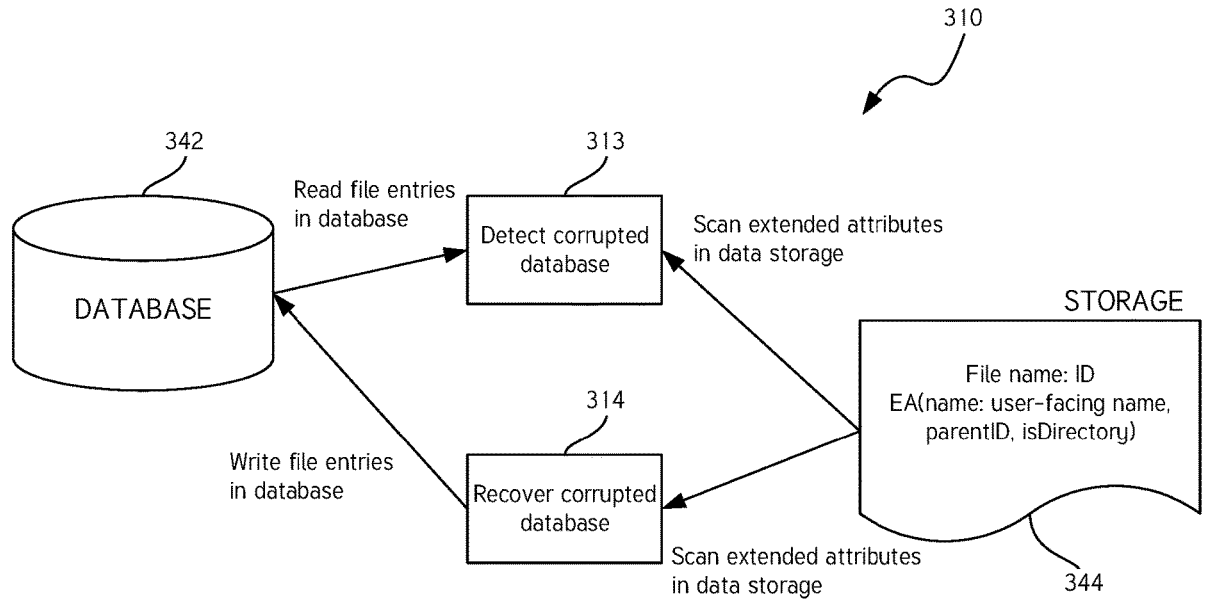 310
342
313
Read file entries
in database
Detect corrupted
database
Scan extended attributes
in data storage
DATABASE
STORAGE
File name: ID
EA(name: user-facing name,
parentID, isDirectory)
314
Write file entries
in database
Recover corrupted
database
Scan extended attributes
in data storage
344